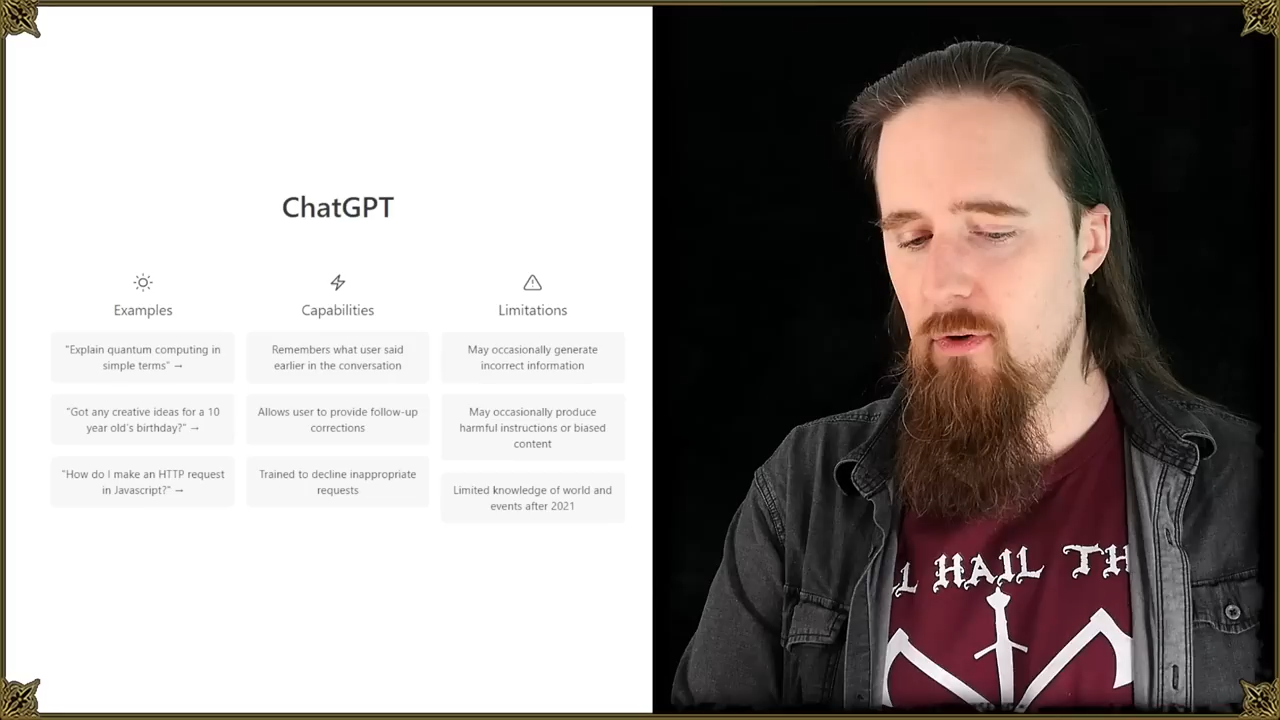 ChatGPT
Examples
"Explain quantum computing in
simple terms" →
"Got any creative ideas for a 10
year old's birthday?" →
"How do I make an HTTP request
in Javascript?" →
Capabilities
Remembers what user said
earlier in the conversation
Allows user to provide follow-up
corrections
Trained to decline inappropriate
requests
Limitations
May occasionally generate
incorrect information
May occasionally produce
harmful instructions or biased
content
Limited knowledge of world and
events after 2021
HAIL